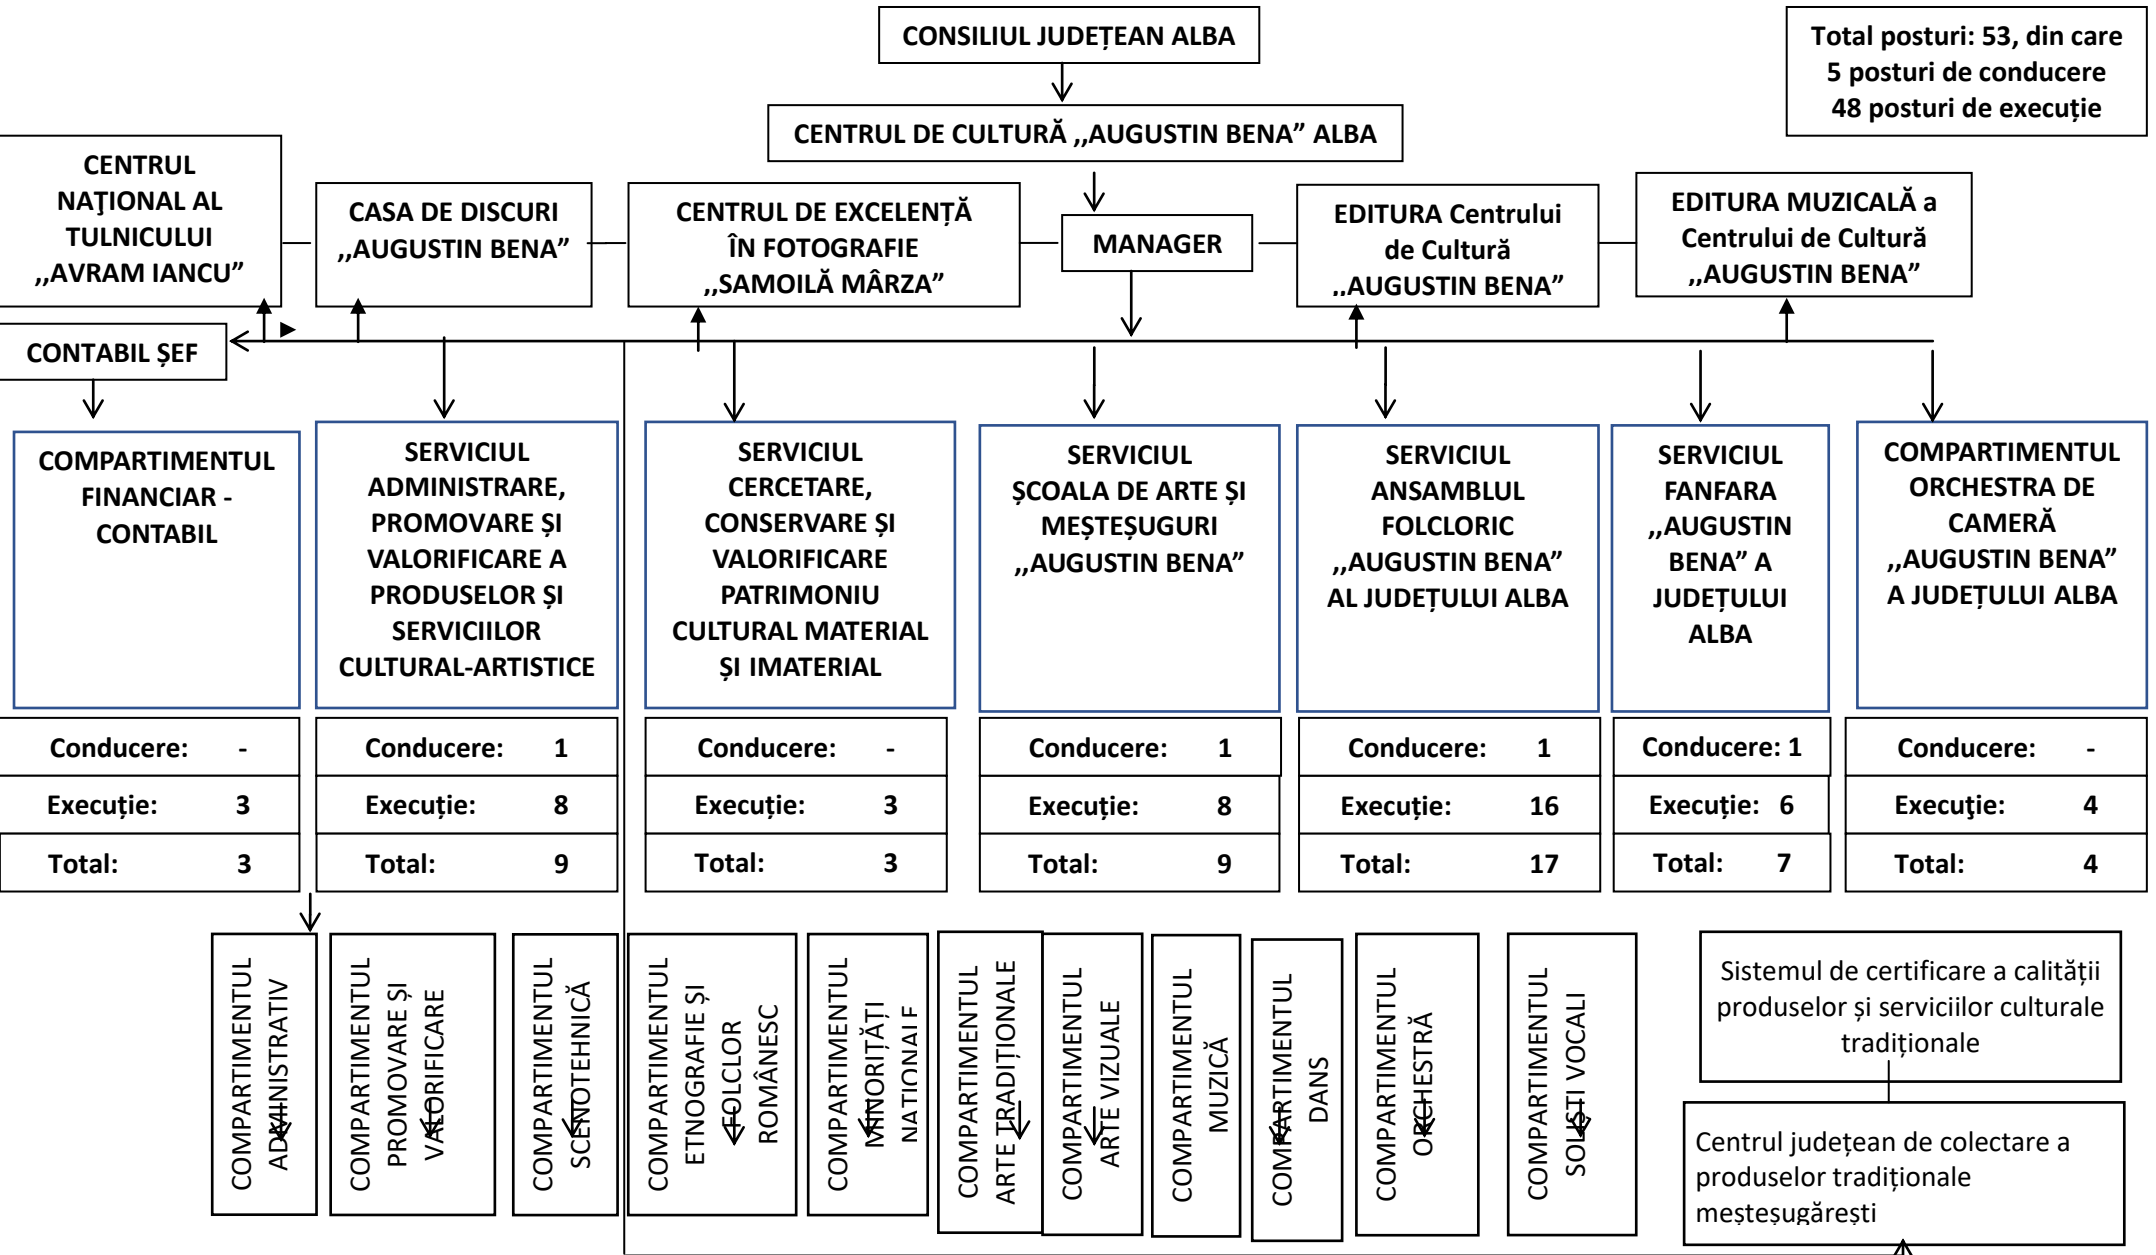 CONSILIUL JUDEȚEAN ALBA
Total posturi: 53, din care
5 posturi de conducere
48 posturi de execuție
CENTRUL DE CULTURĂ ,,AUGUSTIN BENA” ALBA
CENTRUL
NAŢIONAL AL
TULNICULUI
,,AVRAM IANCU”
CASA DE DISCURI
,,AUGUSTIN BENA”
CENTRUL DE EXCELENȚĂ
ÎN FOTOGRAFIE
,,SAMOILĂ MÂRZA”
MANAGER
EDITURA Centrului
de Cultură
,,AUGUSTIN BENA”
EDITURA MUZICALĂ a
Centrului de Cultură
,,AUGUSTIN BENA”
CONTABIL ȘEF
COMPARTIMENTUL
FINANCIAR -
CONTABIL
SERVICIUL
ADMINISTRARE,
PROMOVARE ȘI
VALORIFICARE A
PRODUSELOR ȘI
SERVICIILOR
CULTURAL-ARTISTICE
SERVICIUL
CERCETARE,
CONSERVARE ȘI
VALORIFICARE
PATRIMONIU
CULTURAL MATERIAL
ȘI IMATERIAL
SERVICIUL
ȘCOALA DE ARTE ȘI
MEȘTEȘUGURI
,,AUGUSTIN BENA”
SERVICIUL
ANSAMBLUL
FOLCLORIC
,,AUGUSTIN BENA”
AL JUDEȚULUI ALBA
SERVICIUL
FANFARA
,,AUGUSTIN
BENA” A
JUDEȚULUI
ALBA
COMPARTIMENTUL
ORCHESTRA DE
CAMERĂ
,,AUGUSTIN BENA”
A JUDEȚULUI ALBA
Conducere: -
Execuție: 3
Total: 3
Conducere: 1
Execuție: 8
Total: 9
Conducere: -
Execuție: 3
Total: 3
Conducere: 1
Execuție: 8
Total: 9
Conducere: 1
Execuție: 16
Total: 17
Conducere: 1
Execuție: 6
Total: 7
Conducere: -
Execuţie: 4
Total: 4
COMPARTIMENTUL
ADMINISTRATIV
COMPARTIMENTUL
PROMOVARE ȘI
VALORIFICARE
COMPARTIMENTUL
SCENOTEHNICĂ
COMPARTIMENTUL
ETNOGRAFIE ȘI
FOLCLOR
ROMÂNESC
COMPARTIMENTUL
MINORITĂȚI
COMPARTIMENTUL
ARTE TRADIȚIONALE
COMPARTIMENTUL
ARTE VIZUALE
COMPARTIMENTUL
MUZICĂ
COMPARTIMENTUL
DANS
COMPARTIMENTUL
ORCHESTRĂ
COMPARTIMENTUL
SOLIȘTI VOCALI
Sistemul de certificare a calității
produselor și serviciilor culturale
tradiționale
Centrul județean de colectare a
produselor tradiționale
meșteșugărești